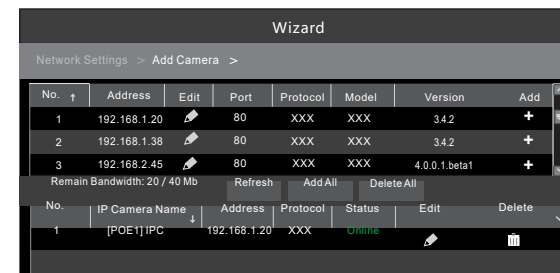 Wizard
Network Settings > Add Camera >
No. ↑ Address Edit Port Protocol Model Version Add
1 192.168.1.20 80 XXX XXX 3.4.2 +
2 192.168.1.38 80 XXX XXX 3.4.2 +
3 192.168.2.45 80 XXX XXX 4.0.0.1.beta1 +
Remain Bandwidth: 20 / 40 Mb Refresh Add All Delete All
No. IP Camera Name ↓ Address Protocol Status Edit Delete
1 [POE1] IPC 192.168.1.20 XXX Online